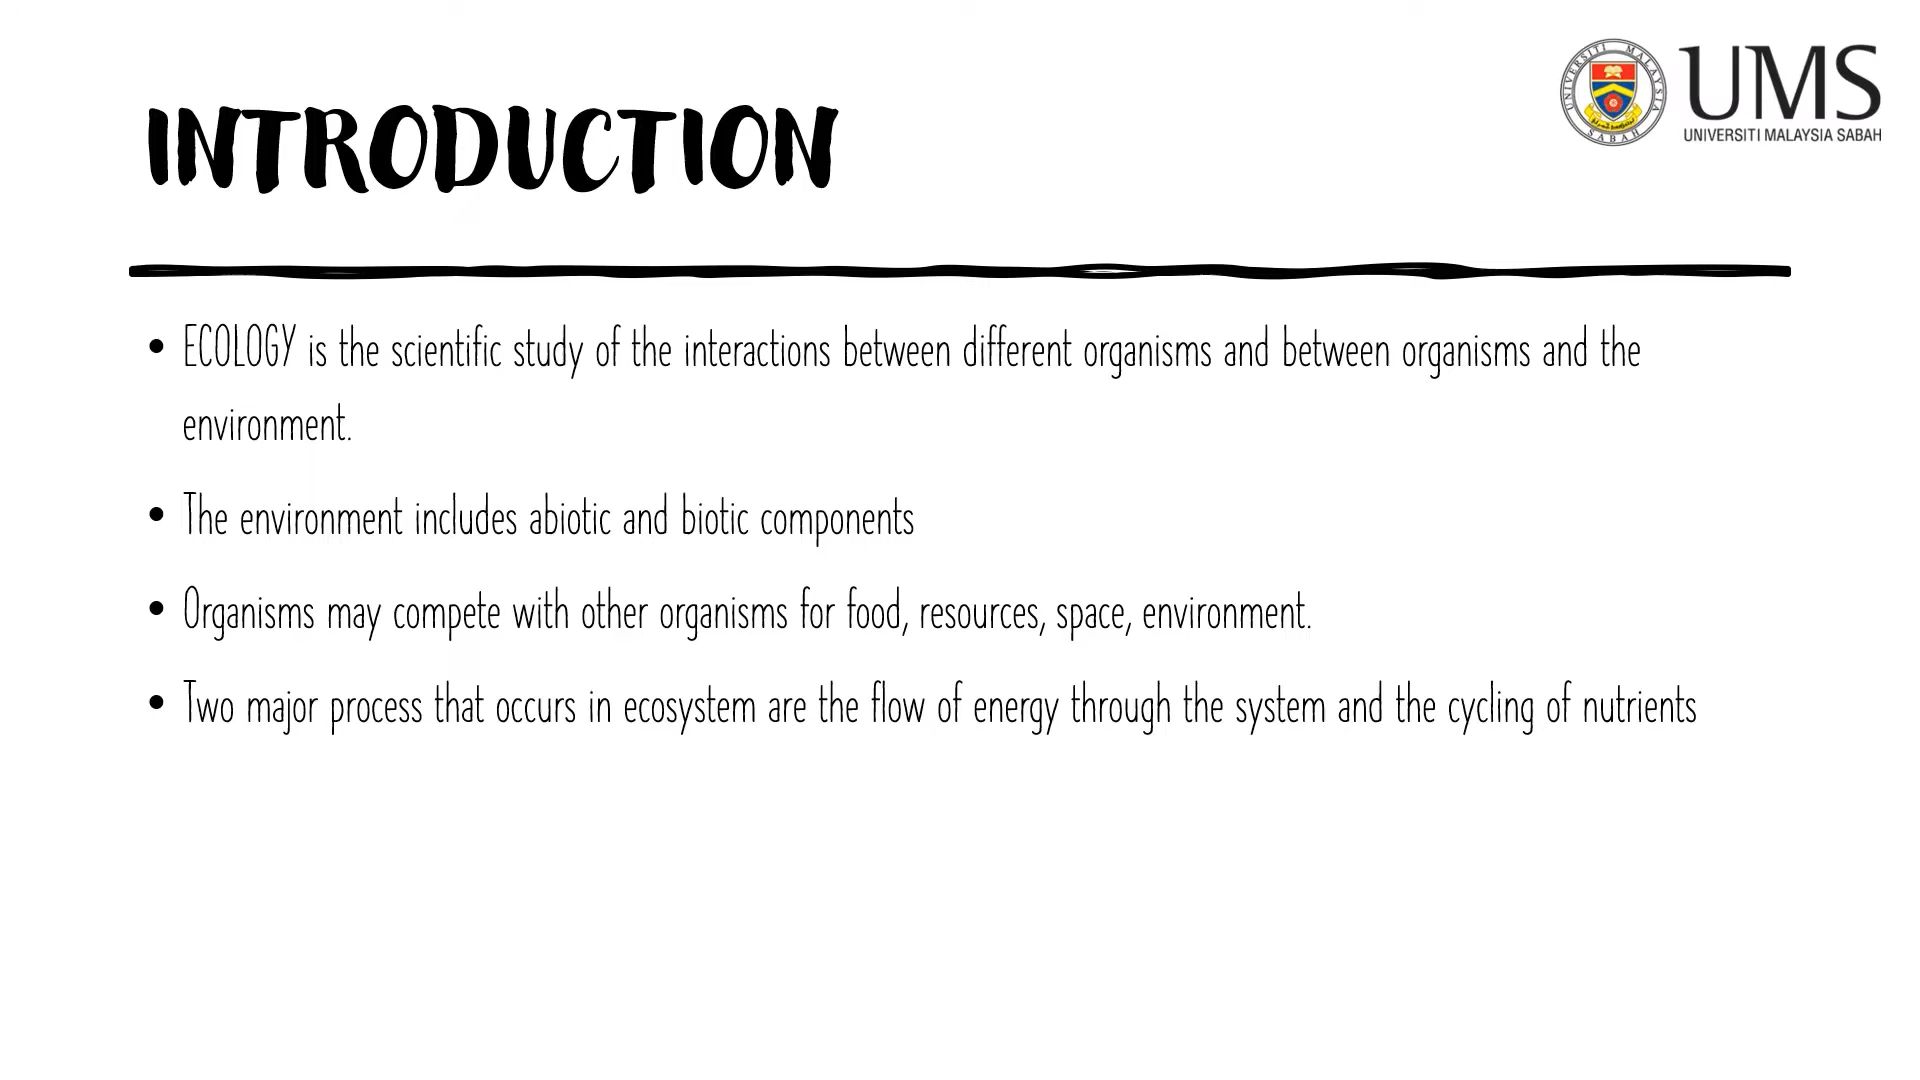 UNIVERSITI MALAYSIA
SABAH
UMS
UNIVERSITI MALAYSIA SABAH
INTRODUCTION
• ECOLOGY is the scientific study of the interactions between different organisms and between organisms and the
environment.
• The environment includes abiotic and biotic components
• Organisms may compete with other organisms for food, resources, space, environment.
• Two major process that occurs in ecosystem are the flow of energy through the system and the cycling of nutrients